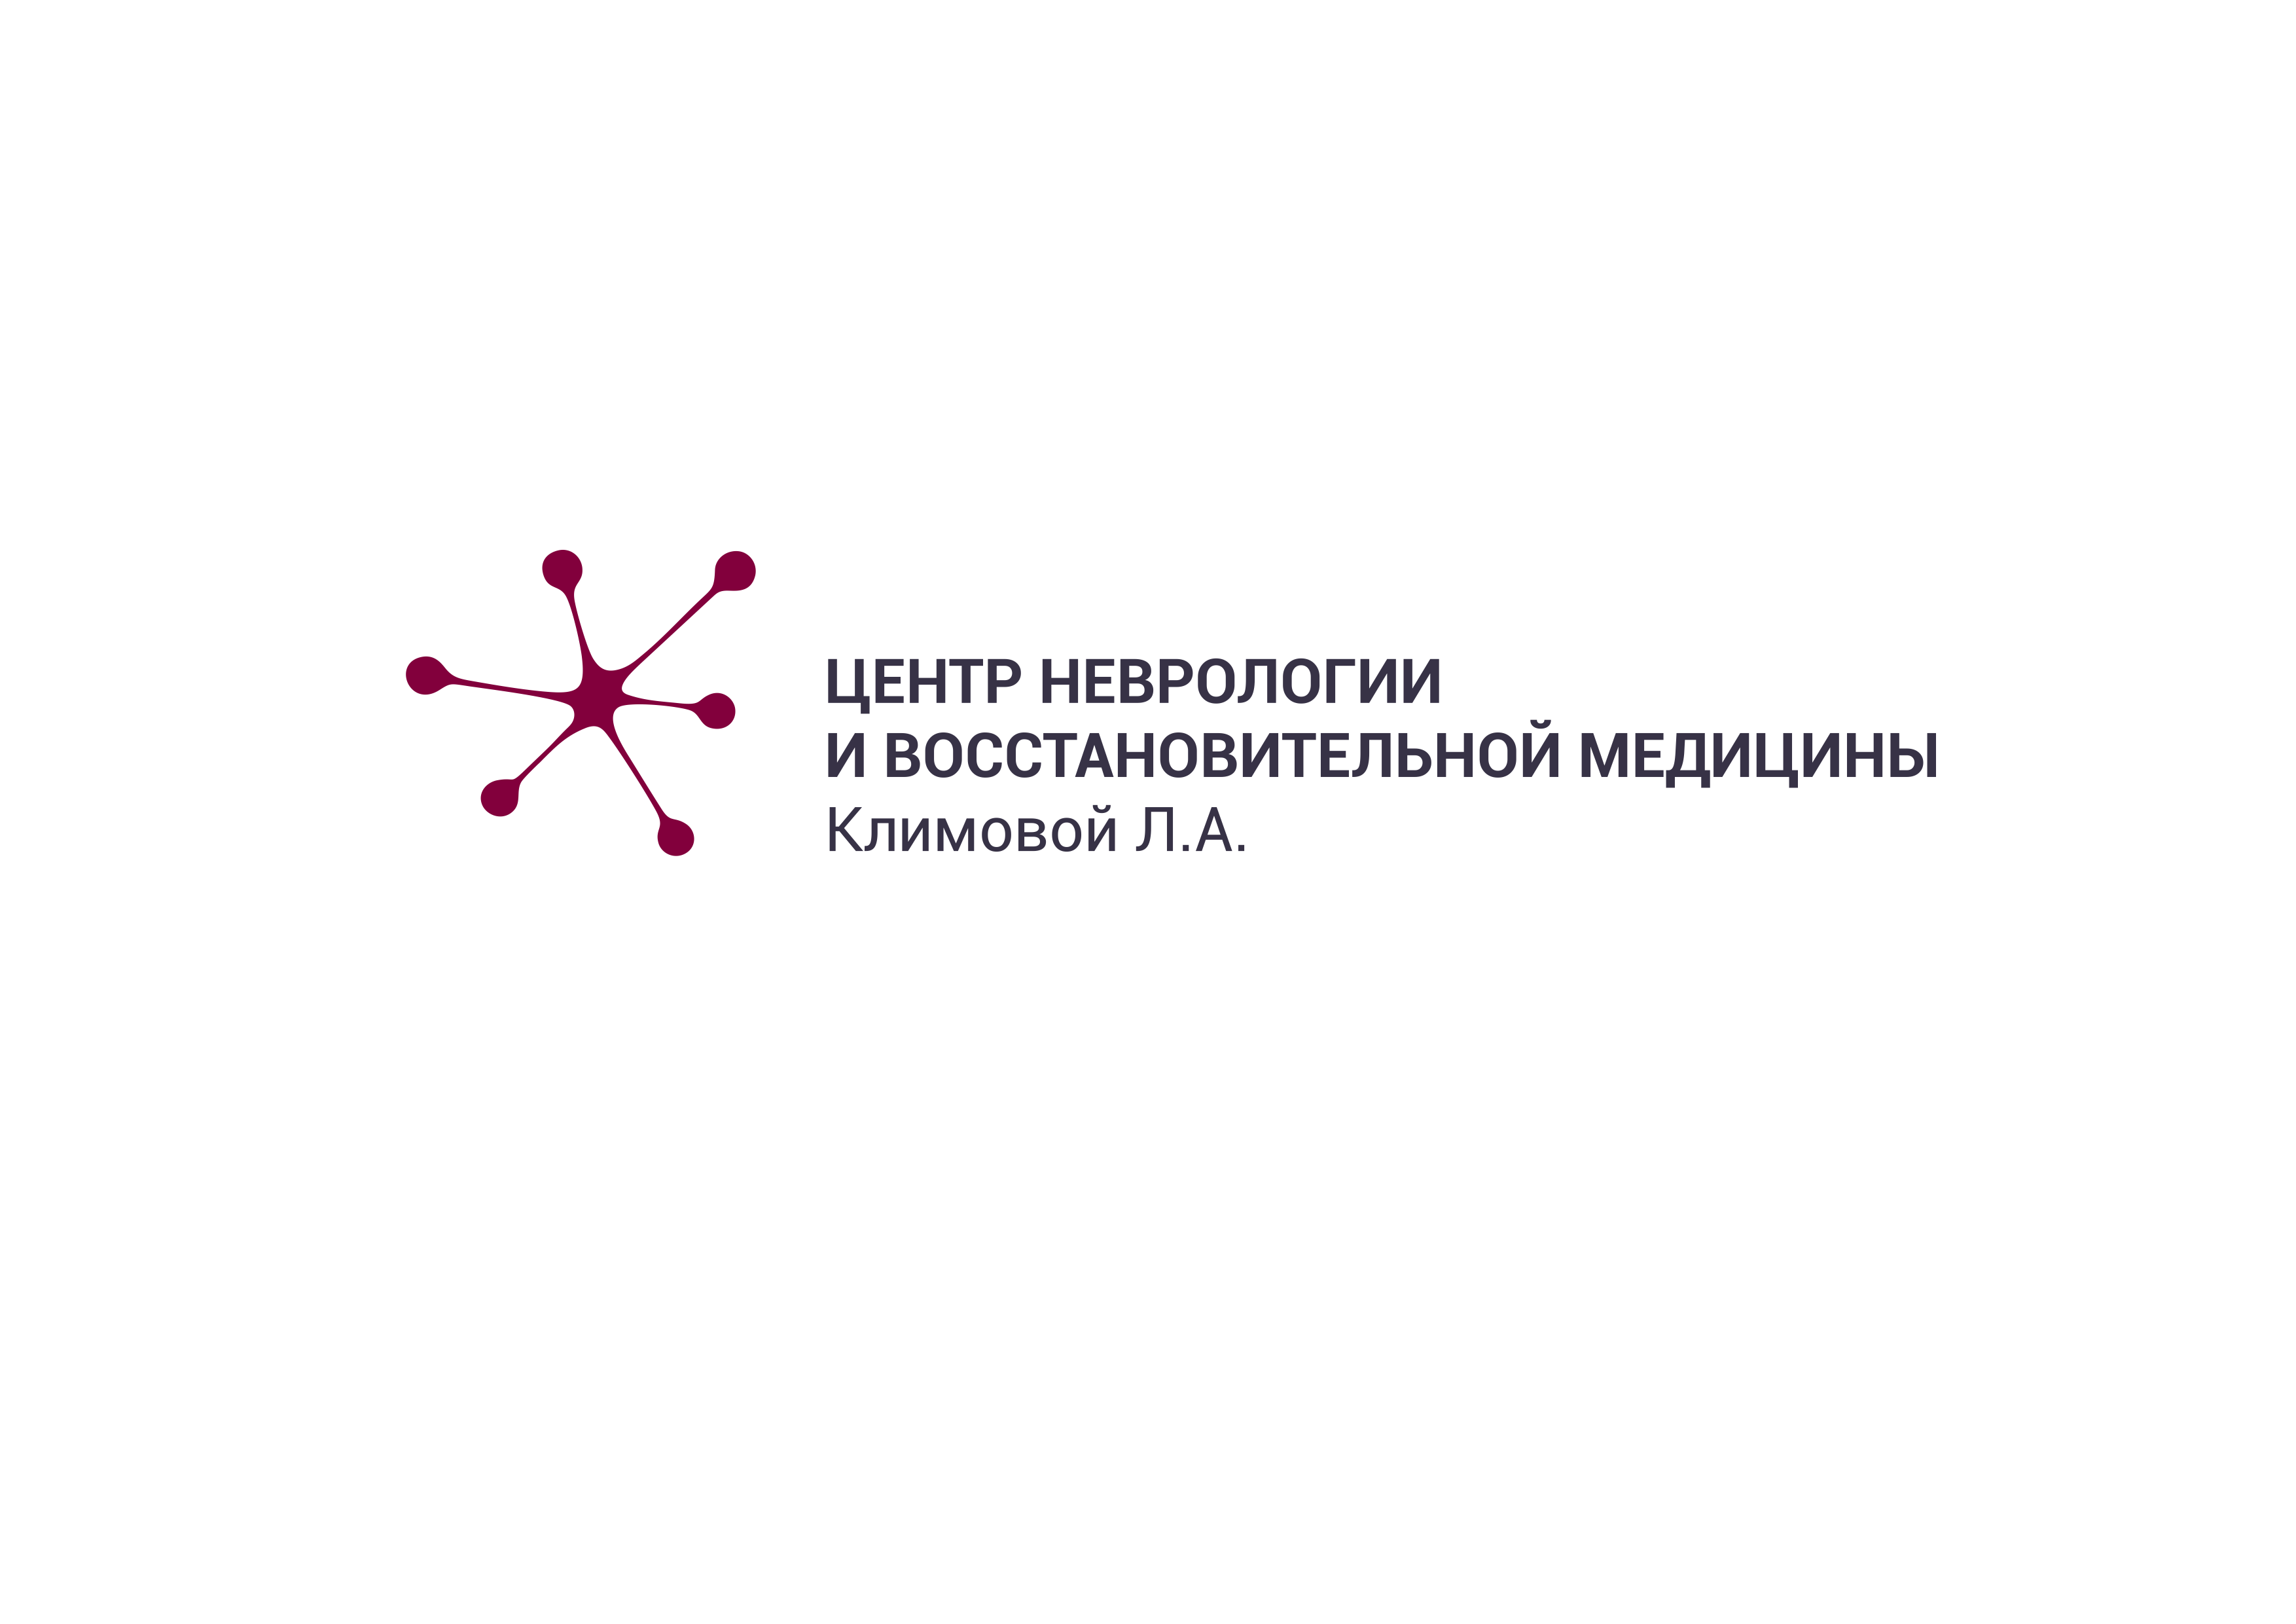 ЦЕНТР НЕВРОЛОГИИ
И ВОССТАНОВИТЕЛЬНОЙ МЕДИЦИНЫ
Климовой Л.А.